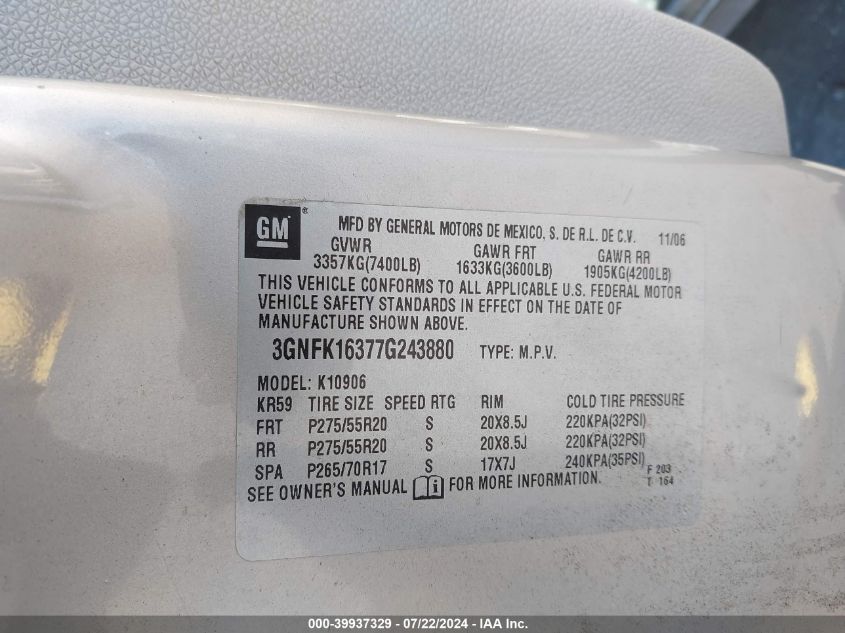 GM ® MFD BY GENERAL MOTORS DE MEXICO, S. DE R.L. DE C.V. 11/06
GVWR GAWR FRT GAWR RR
3357KG(7400LB) 1633KG(3600LB) 1905KG(4200LB)
THIS VEHICLE CONFORMS TO ALL APPLICABLE U.S. FEDERAL MOTOR
VEHICLE SAFETY STANDARDS IN EFFECT ON THE DATE OF
MANUFACTURE SHOWN ABOVE.
3GNFK16377G243880 TYPE: M.P.V.
MODEL: K10906
KR59 TIRE SIZE SPEED RTG RIM COLD TIRE PRESSURE
FRT P275/55R20 S 20X8.5J 220KPA(32PSI)
RR P275/55R20 S 20X8.5J 220KPA(32PSI)
SPA P265/70R17 S 17X7J 240KPA(35PSI) F 203
SEE OWNER'S MANUAL i FOR MORE INFORMATION. T 164
000-39937329 - 07/22/2024 - IAA Inc.